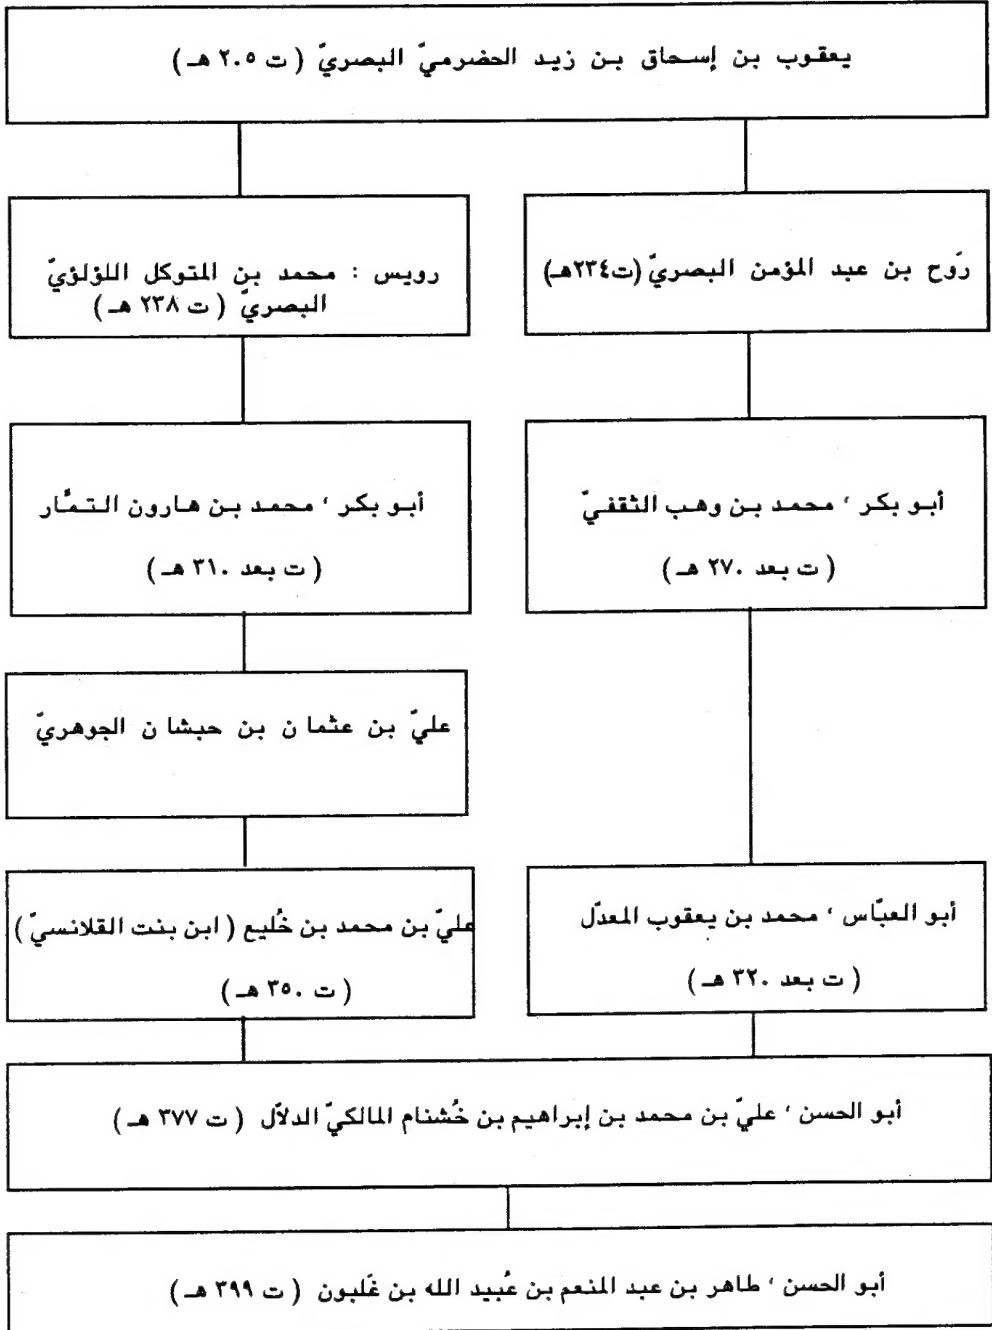 يعقوب بن إسحاق بن زيد الحضرميّ البصريّ ( ت ٢٠٥ هـ )
رَوح بن عبد المؤمن البصريّ (ت٢٣٤هـ)
رويس : محمد بن المتوكل اللؤلؤيّ
البصريّ ( ت ٢٣٨ هـ )
أبو بكر ، محمد بن وهب الثقفيّ
( ت بعد ٢٧٠ هـ )
أبو بكر ، محمد بن هارون التمَّار
( ت بعد ٣١٠ هـ )
عليّ بن عثمان بن حبشان الجوهريّ
أبو العبّاس ، محمد بن يعقوب المعدّل
( ت بعد ٣٢٠ هـ )
عليّ بن محمد بن خُليع ( ابن بنت القلانسيّ )
( ت ٣٥٠ هـ )
أبو الحسن ، عليّ بن محمد بن إبراهيم بن خُشنام المالكيّ الدلاّل ( ت ٣٧٧ هـ )
أبو الحسن ، طاهر بن عبد المنعم بن عُبيد الله بن غَلبون ( ت ٣٩٩ هـ )